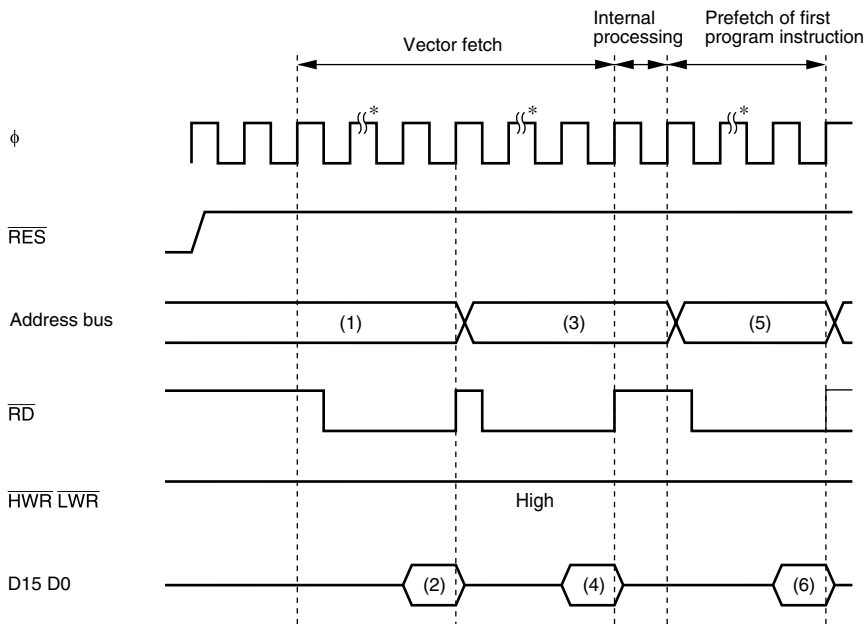 Vector fetch
Internal
processing
Prefetch of first
program instruction
ϕ
*
*
*
RES
Address bus
(1)
(3)
(5)
RD
HWR LWR
High
D15 D0
(2)
(4)
(6)